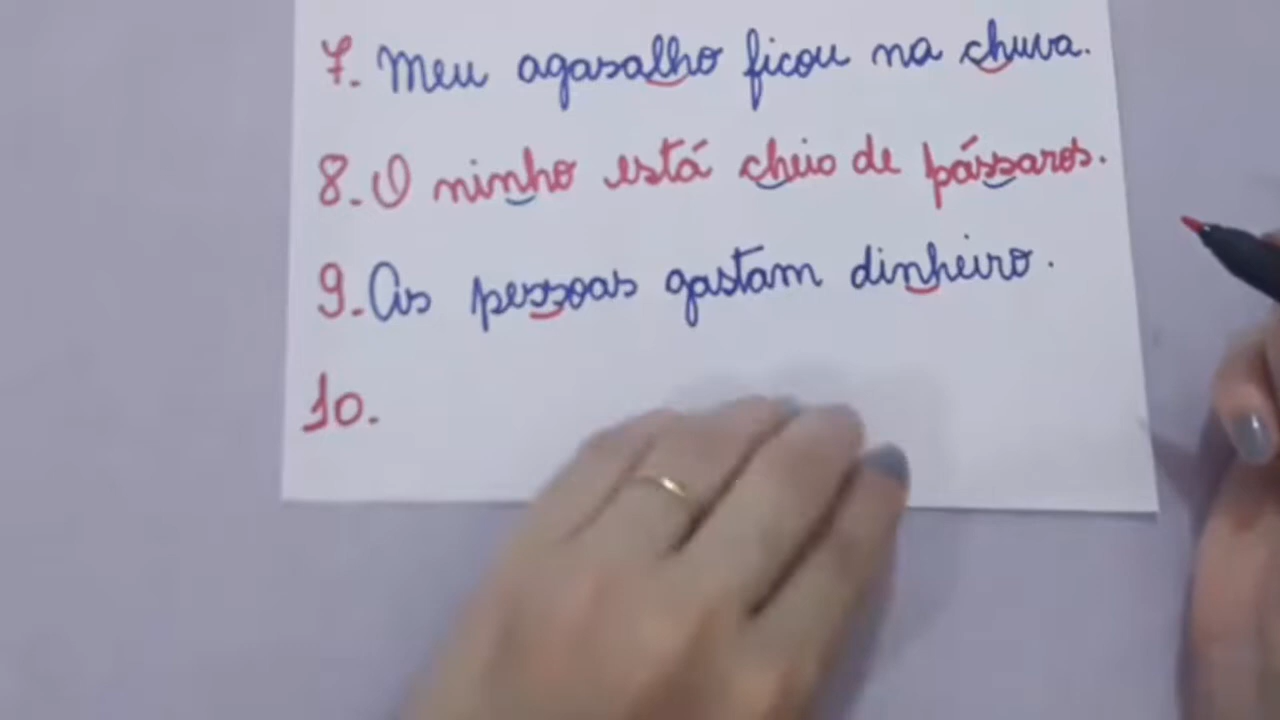 7. Meu agasalho ficou na chuva.
8. O ninho está cheio de pássaros.
9. As pessoas gastam dinheiro.
10.